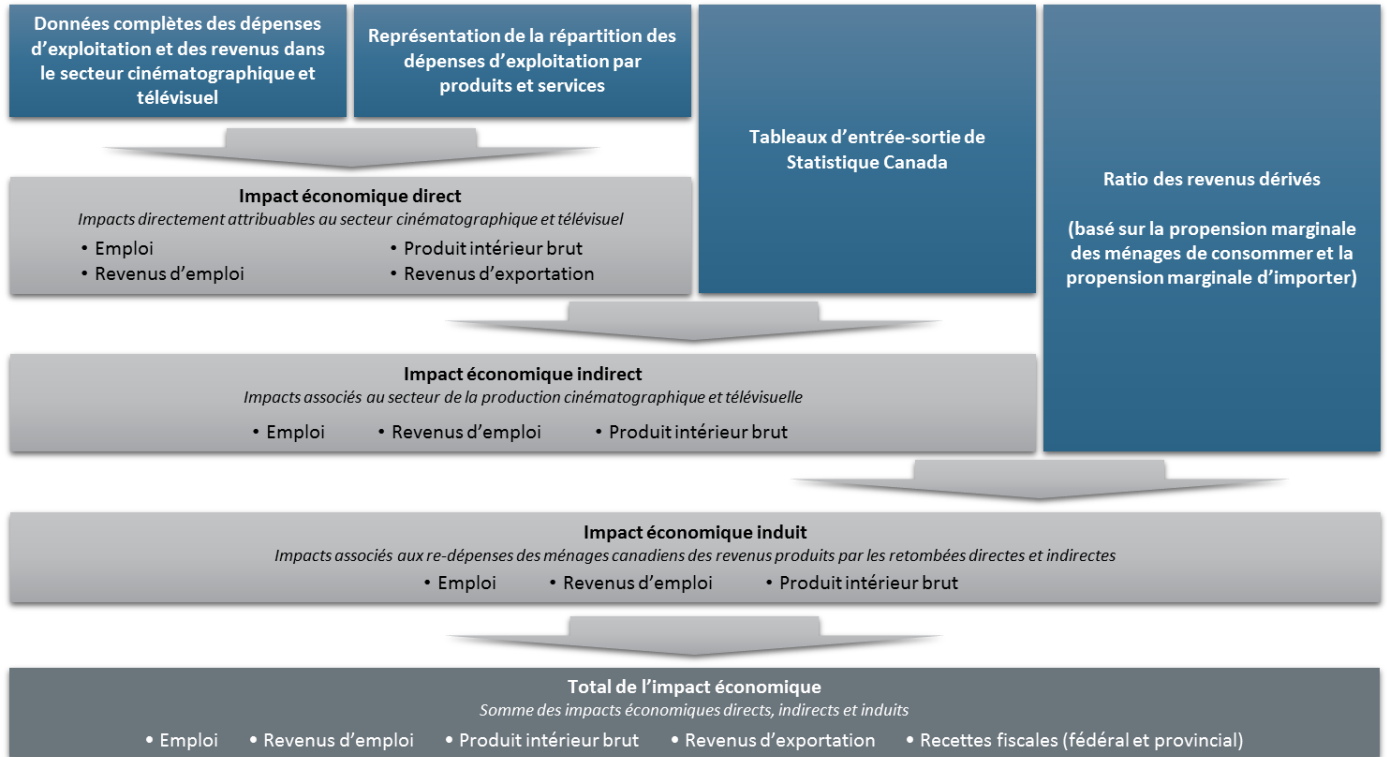 Données complètes des dépenses
d’exploitation et des revenus dans
le secteur cinématographique et
télévisuel
Représentation de la répartition des
dépenses d’exploitation par
produits et services
Tableaux d’entrée-sortie de
Statistique Canada
Ratio des revenus dérivés
(basé sur la propension marginale
des ménages de consommer et la
propension marginale d’importer)
Impact économique direct
Impacts directement attribuables au secteur cinématographique et télévisuel
• Emploi
• Revenus d’emploi
• Produit intérieur brut
• Revenus d’exportation
Impact économique indirect
Impacts associés au secteur de la production cinématographique et télévisuelle
• Emploi • Revenus d’emploi • Produit intérieur brut
Impact économique induit
Impacts associés aux re-dépenses des ménages canadiens des revenus produits par les retombées directes et indirectes
• Emploi • Revenus d’emploi • Produit intérieur brut
Total de l’impact économique
Somme des impacts économiques directs, indirects et induits
• Emploi • Revenus d’emploi • Produit intérieur brut • Revenus d’exportation • Recettes fiscales (fédéral et provincial)